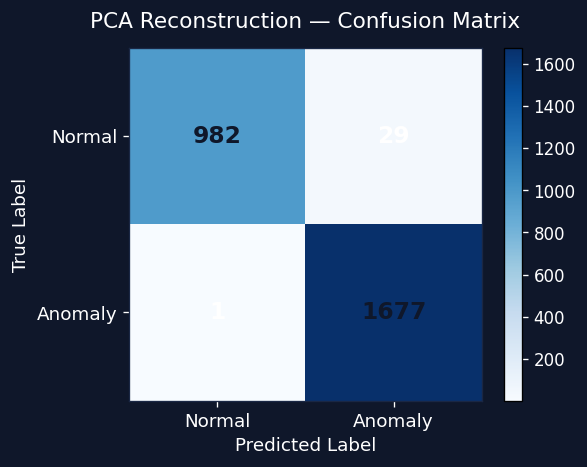 PCA Reconstruction — Confusion Matrix
Normal
982
29
Anomaly
1
1677
Normal
Anomaly
Predicted Label
True Label
1600
1400
1200
1000
800
600
400
200